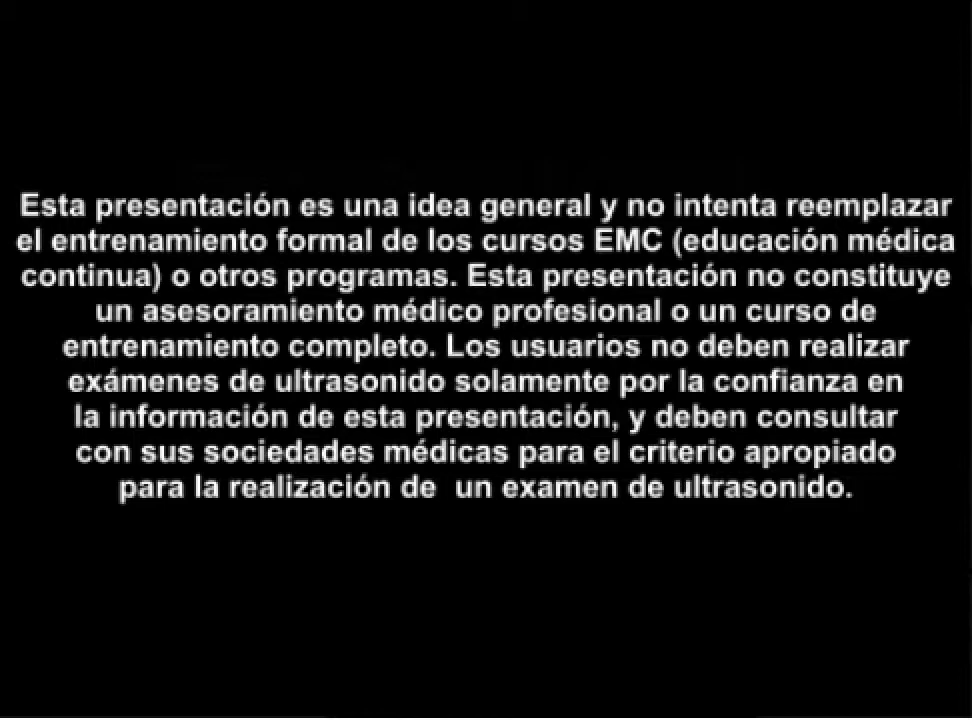 Esta presentación es una idea general y no intenta reemplazar
el entrenamiento formal de los cursos EMC (educación médica
continua) o otros programas. Esta presentación no constituye
un asesoramiento médico profesional o un curso de
entrenamiento completo. Los usuarios no deben realizar
exámenes de ultrasonido solamente por la confianza en
la información de esta presentación, y deben consultar
con sus sociedades médicas para el criterio apropiado
para la realización de  un examen de ultrasonido.